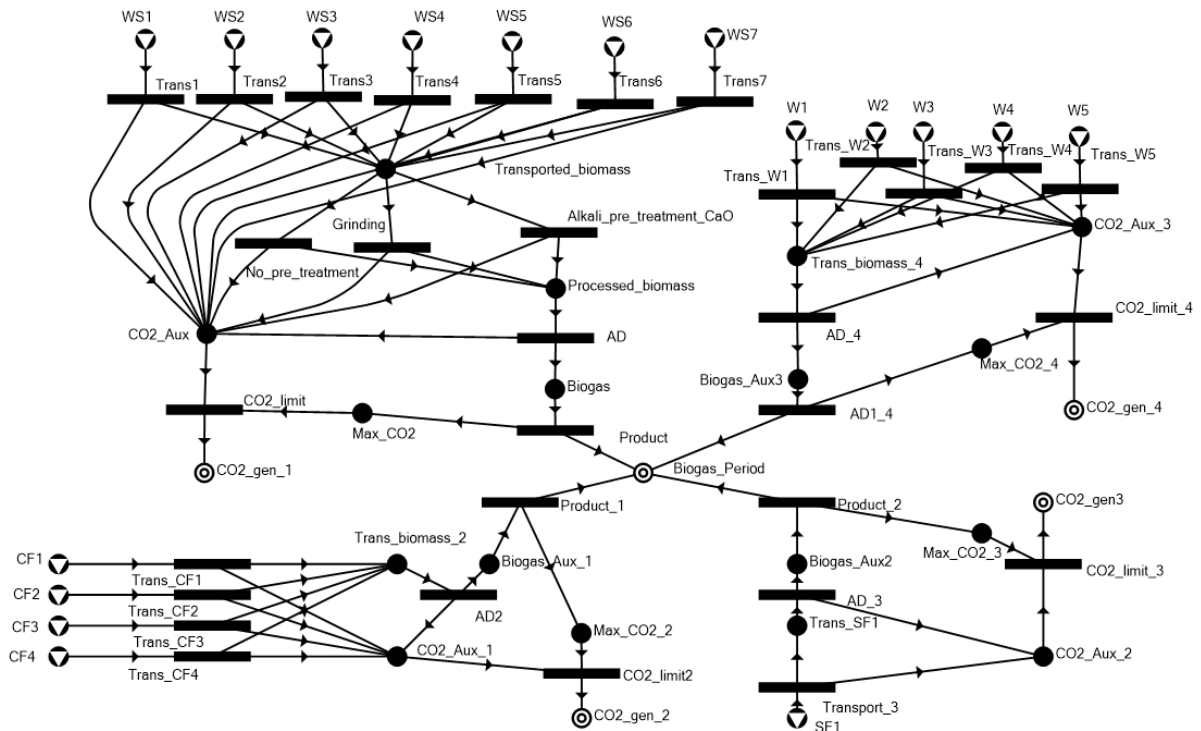 WS1 WS2 WS3 WS4 WS5 WS6 WS7
Trans1 Trans2 Trans3 Trans4 Trans5 Trans6 Trans7
Transported_biomass
Grinding
Alkali_pre_treatment_CaO
No_pre_treatment
Processed_biomass
CO2_Aux
AD
Biogas
CO2_limit
Max_CO2
CO2_gen_1
W1 W2 W3 W4 W5
Trans_W2 Trans_W3 Trans_W4
Trans_W1 Trans_W5
CO2_Aux_3
Trans_biomass_4
CO2_limit_4
AD_4
Max_CO2_4
Biogas_Aux3
AD1_4
CO2_gen_4
Product
Biogas_Period
Product_1
CF1
Trans_CF1
CF2
Trans_CF2
CF3
Trans_CF3
CF4
Trans_CF4
Trans_biomass_2
Biogas_Aux_1
AD2
CO2_Aux_1
Max_CO2_2
CO2_limit2
CO2_gen_2
Product_2
CO2_gen3
Max_CO2_3
Biogas_Aux2
CO2_limit_3
AD_3
Trans_SF1
CO2_Aux_2
Transport_3
SF1